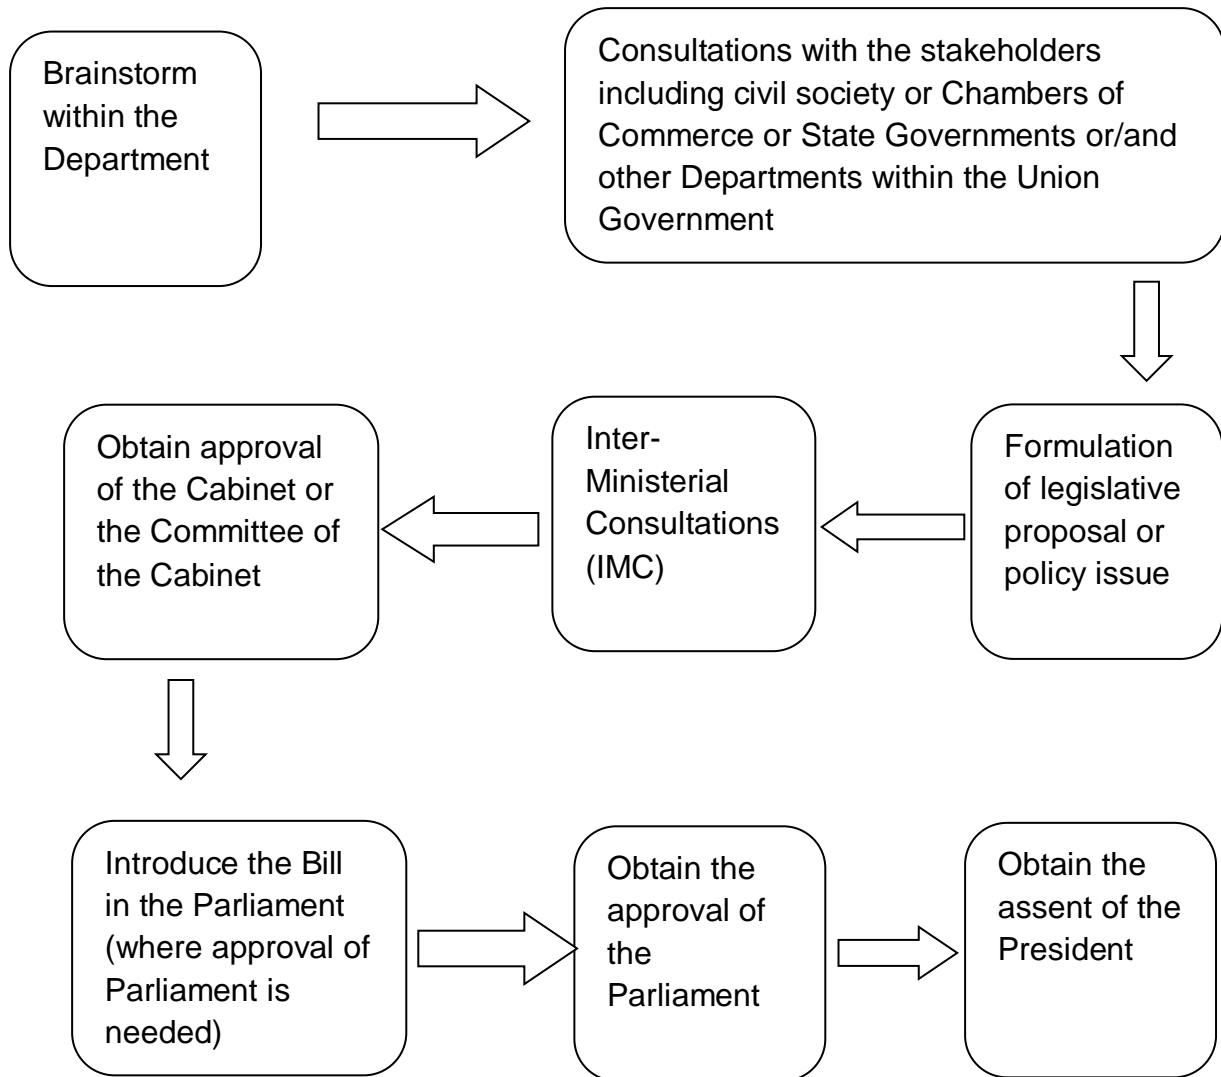 Brainstorm
within the
Department
Consultations with the stakeholders
including civil society or Chambers of
Commerce or State Governments or/and
other Departments within the Union
Government
Formulation
of legislative
proposal or
policy issue
Inter-
Ministerial
Consultations
(IMC)
Obtain approval
of the Cabinet or
the Committee of
the Cabinet
Introduce the Bill
in the Parliament
(where approval of
Parliament is
needed)
Obtain the
approval of
the
Parliament
Obtain the
assent of the
President